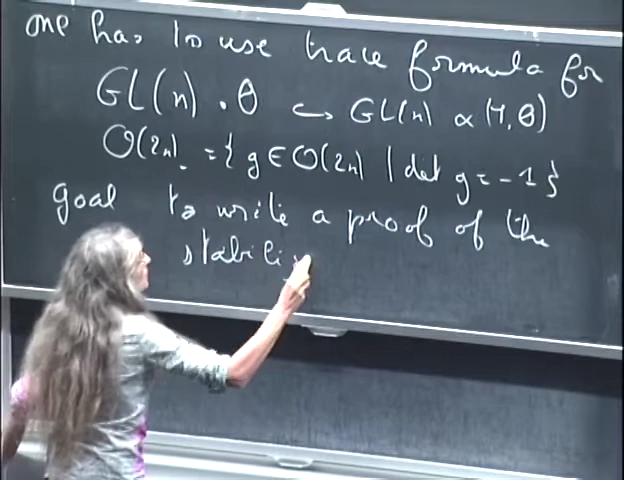 one has to use trace formula for
GL(n) . θ ↪ GL(n) ⋊ (1, θ)
O(2n)_ = { g ∈ O(2n) | det g = -1 }
goal to write a proof of the
stabili